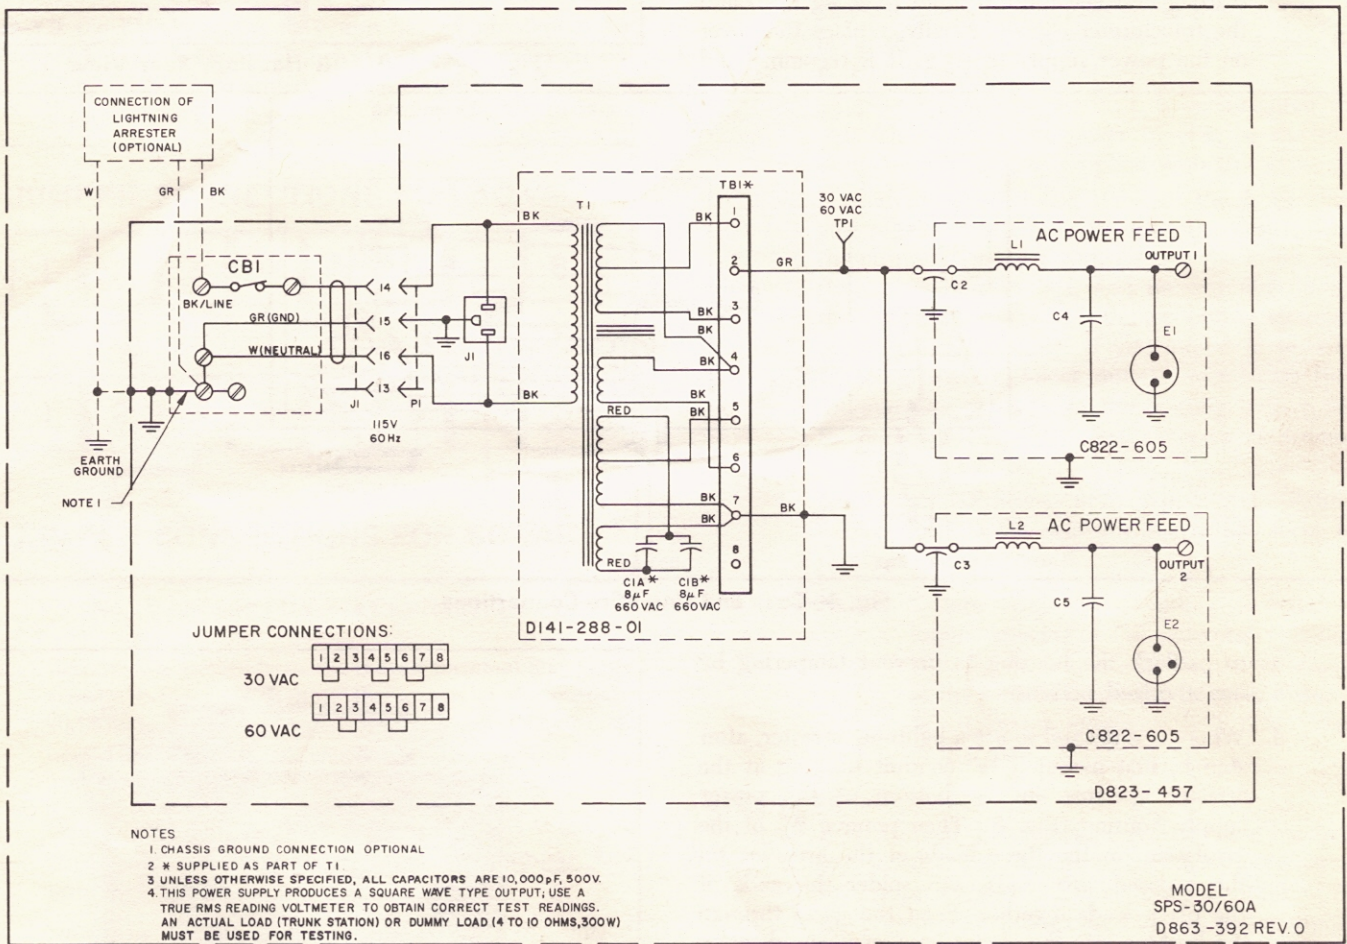 CONNECTION OF
LIGHTNING
ARRESTER
(OPTIONAL)
W
GR
BK
CB1
BK/LINE
GR(GND)
W(NEUTRAL)
14
15
16
13
J1
P1
115V
60Hz
EARTH
GROUND
NOTE 1
J1
BK
BK
T1
TB1*
BK
1
2
GR
BK
3
BK
BK
4
BK
BK
5
6
RED
BK
7
BK
BK
8
RED
C1A*
8µF
660VAC
C1B*
8µF
660VAC
D141-288-01
30 VAC
60 VAC
TP1
AC POWER FEED
L1
OUTPUT 1
C2
C4
E1
C822-605
AC POWER FEED
L2
OUTPUT
2
C3
C5
E2
C822-605
D823-457
JUMPER CONNECTIONS:
1 2 3 4 5 6 7 8
30 VAC
1 2 3 4 5 6 7 8
60 VAC
NOTES
1. CHASSIS GROUND CONNECTION OPTIONAL
2 * SUPPLIED AS PART OF T1.
3 UNLESS OTHERWISE SPECIFIED, ALL CAPACITORS ARE 10,000pF, 500V.
4. THIS POWER SUPPLY PRODUCES A SQUARE WAVE TYPE OUTPUT; USE A
TRUE RMS READING VOLTMETER TO OBTAIN CORRECT TEST READINGS.
AN ACTUAL LOAD (TRUNK STATION) OR DUMMY LOAD (4 TO 10 OHMS,300W)
MUST BE USED FOR TESTING.
MODEL
SPS-30/60A
D863-392 REV.0